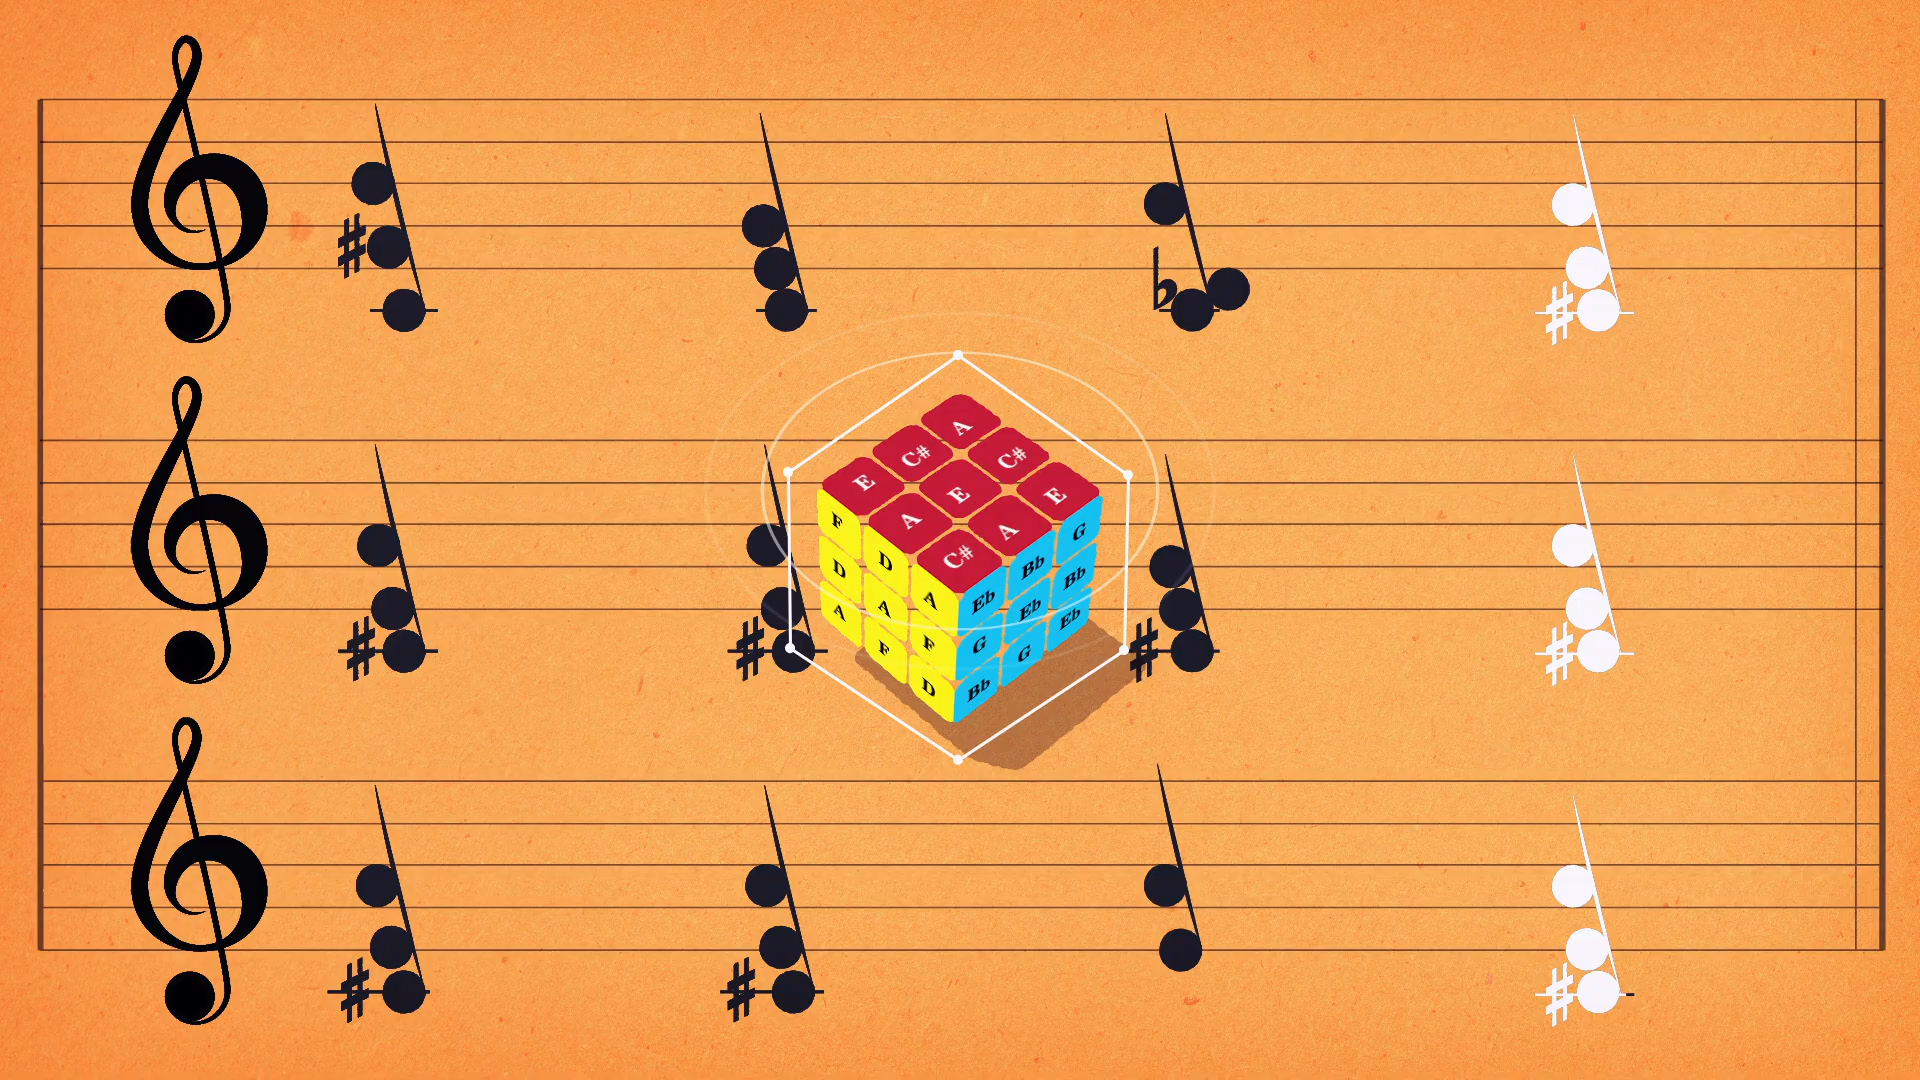 A
C# C#
E E E
A A
C#
F D A
D A F
A F D
Eb Bb G
G Eb Bb
Bb G Eb